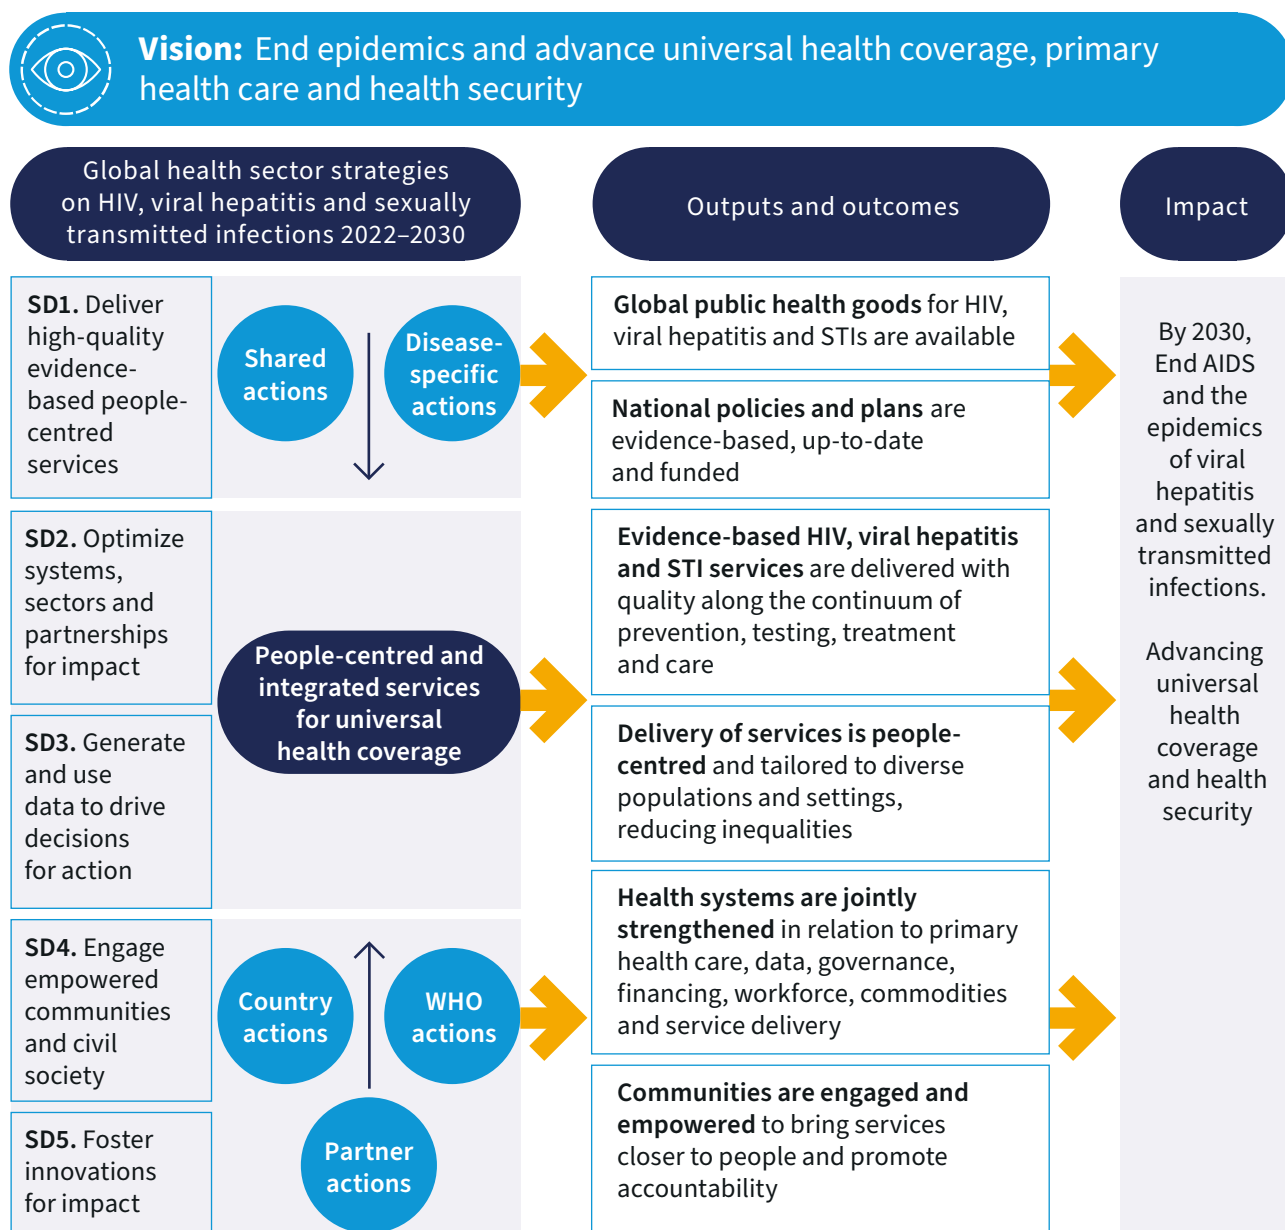 Vision: End epidemics and advance universal health coverage, primary
health care and health security
Global health sector strategies
on HIV, viral hepatitis and sexually
transmitted infections 2022–2030
Outputs and outcomes
Impact
SD1. Deliver
high-quality
evidence-
based people-
centred
services
SD2. Optimize
systems,
sectors and
partnerships
for impact
SD3. Generate
and use
data to drive
decisions
for action
SD4. Engage
empowered
communities
and civil
society
SD5. Foster
innovations
for impact
Shared
actions
Disease-
specific
actions
People-centred and
integrated services
for universal
health coverage
Country
actions
WHO
actions
Partner
actions
Global public health goods for HIV,
viral hepatitis and STIs are available
National policies and plans are
evidence-based, up-to-date
and funded
Evidence-based HIV, viral hepatitis
and STI services are delivered with
quality along the continuum of
prevention, testing, treatment
and care
Delivery of services is people-
centred and tailored to diverse
populations and settings,
reducing inequalities
Health systems are jointly
strengthened in relation to primary
health care, data, governance,
financing, workforce, commodities
and service delivery
Communities are engaged and
empowered to bring services
closer to people and promote
accountability
By 2030,
End AIDS
and the
epidemics
of viral
hepatitis
and sexually
transmitted
infections.
Advancing
universal
health
coverage
and health
security